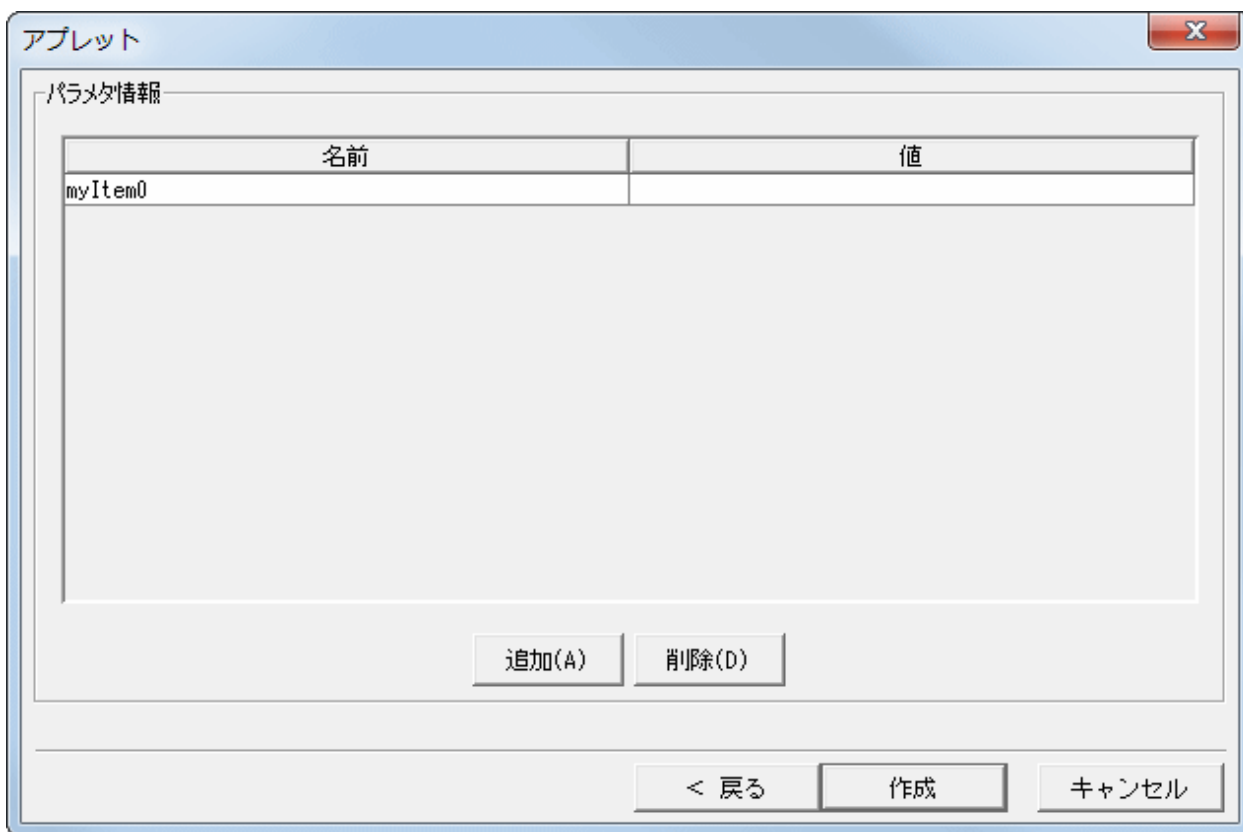 アプレット
パラメタ情報
名前 値
myItem0
追加(A) 削除(D)
< 戻る 作成 キャンセル